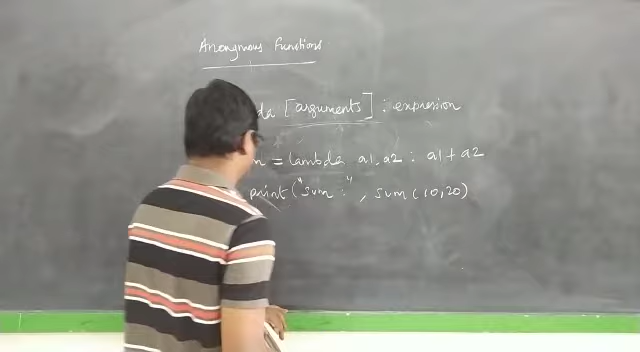 Anonymous Functions
da [arguments] : expression
m = lambda a1, a2 : a1 + a2
print ("sum :", sum (10,20)